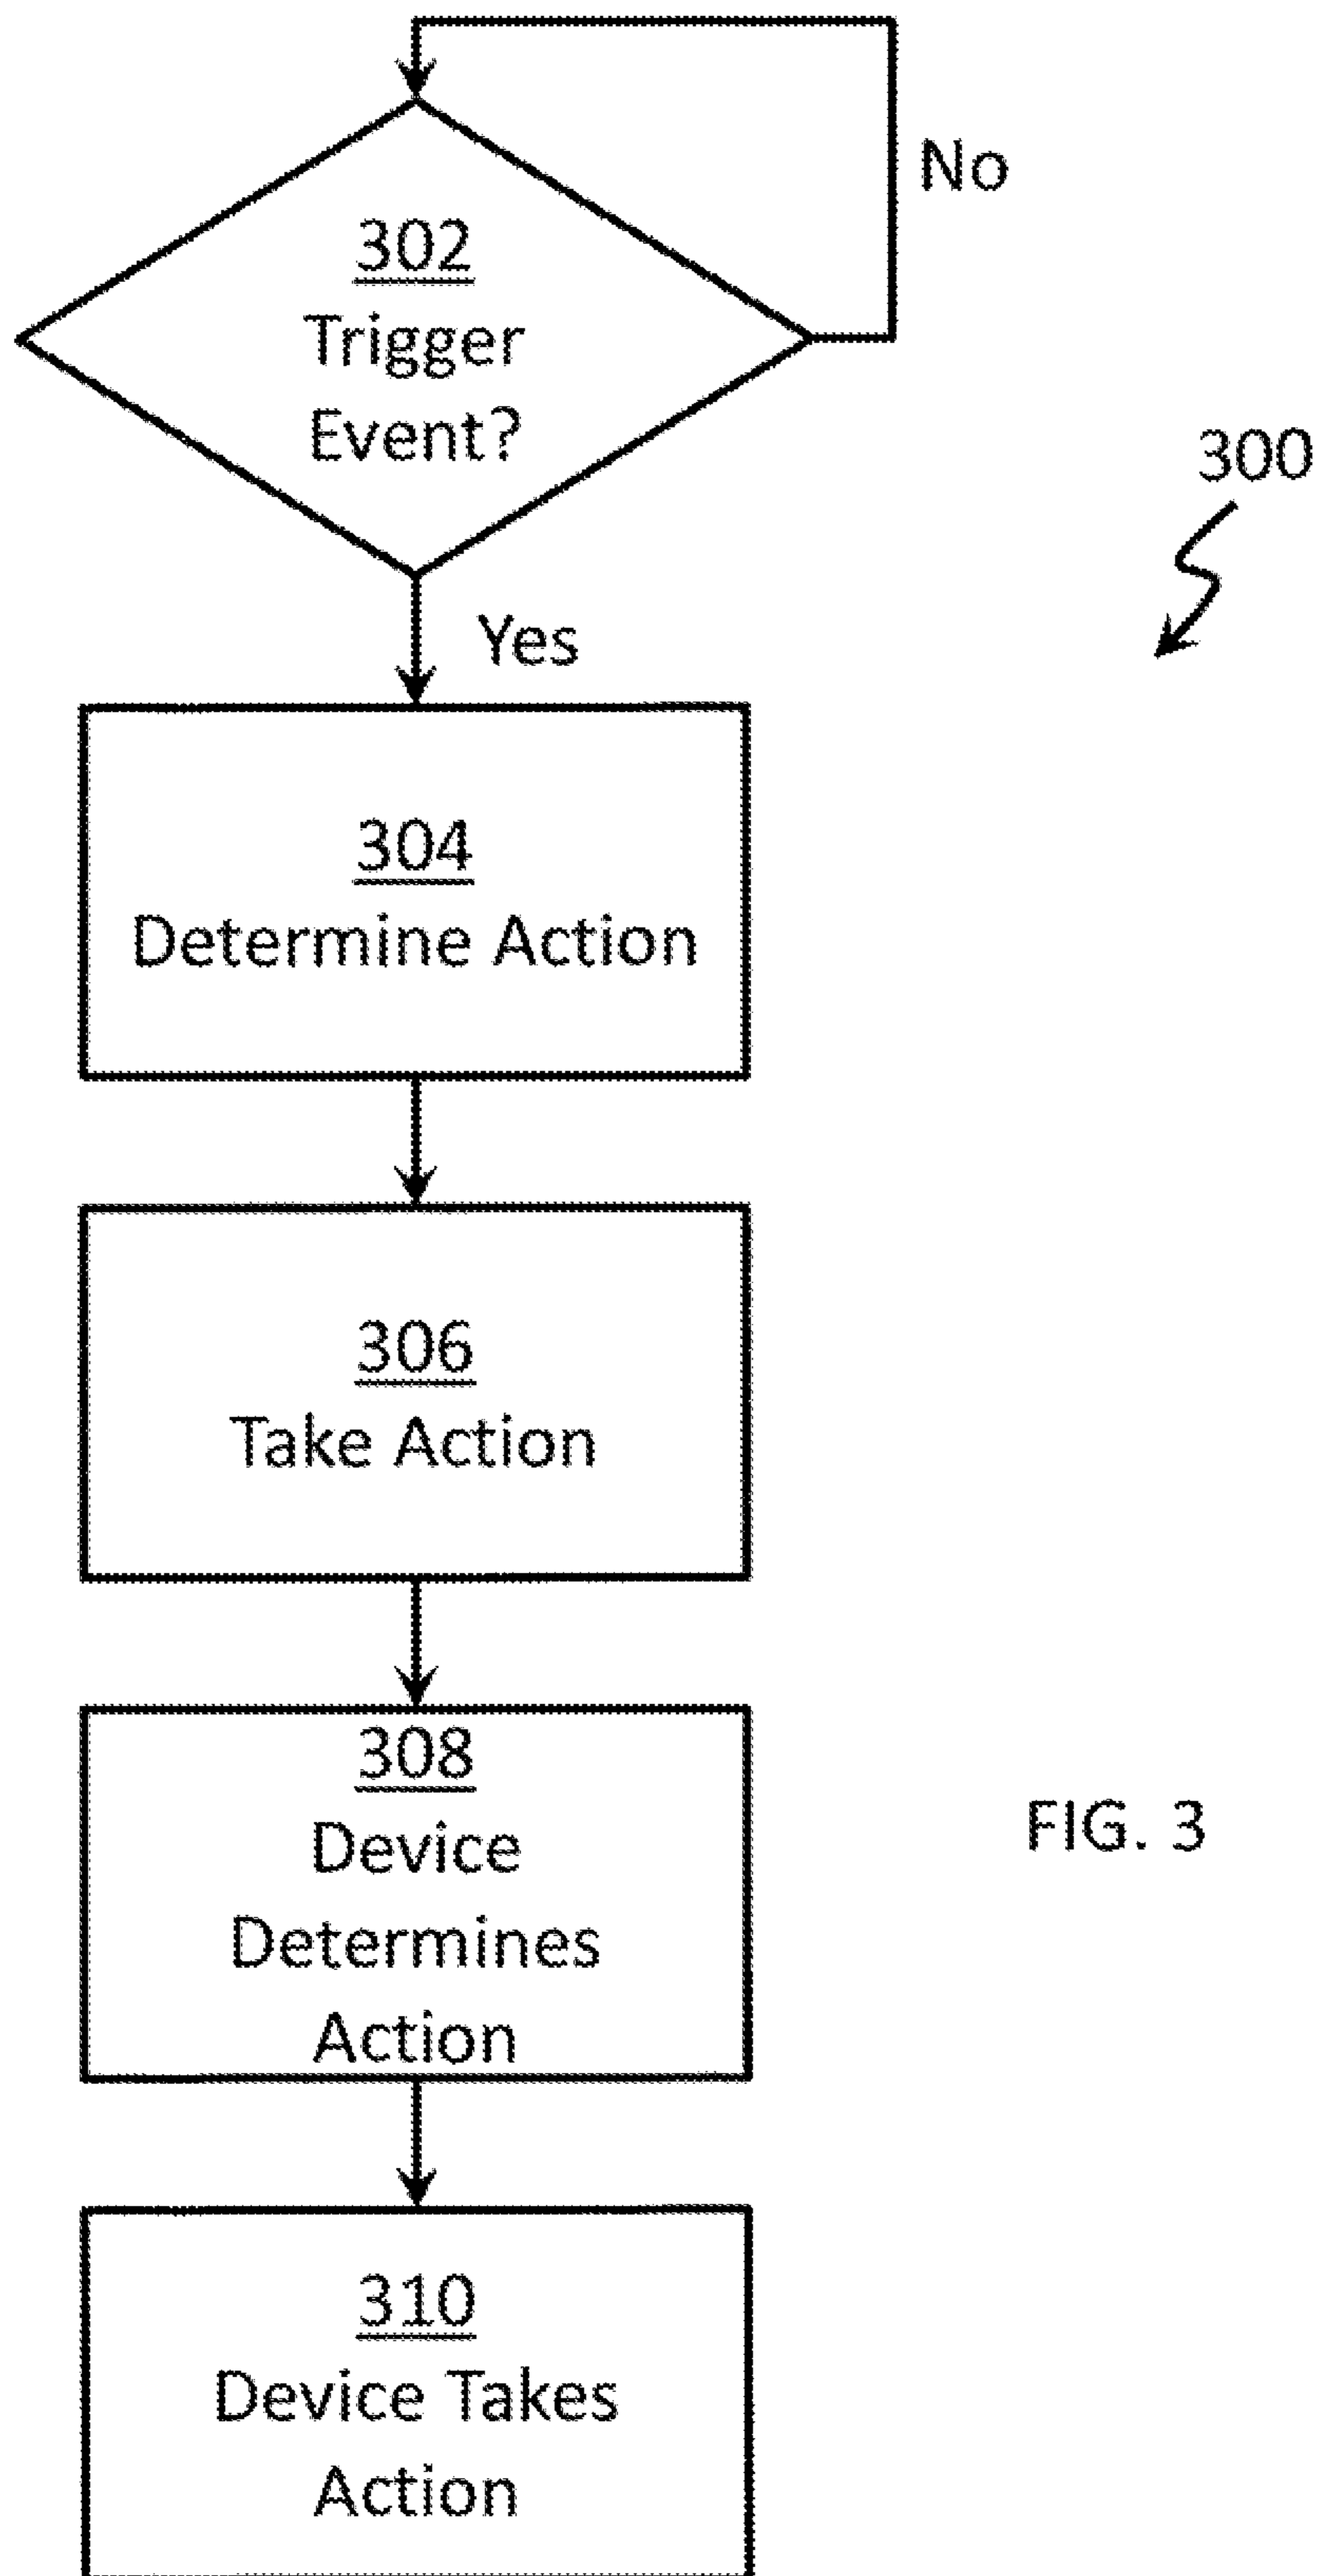 No
302
Trigger
Event?
300
Yes
304
Determine Action
306
Take Action
308
Device
Determines
Action
FIG. 3
310
Device Takes
Action